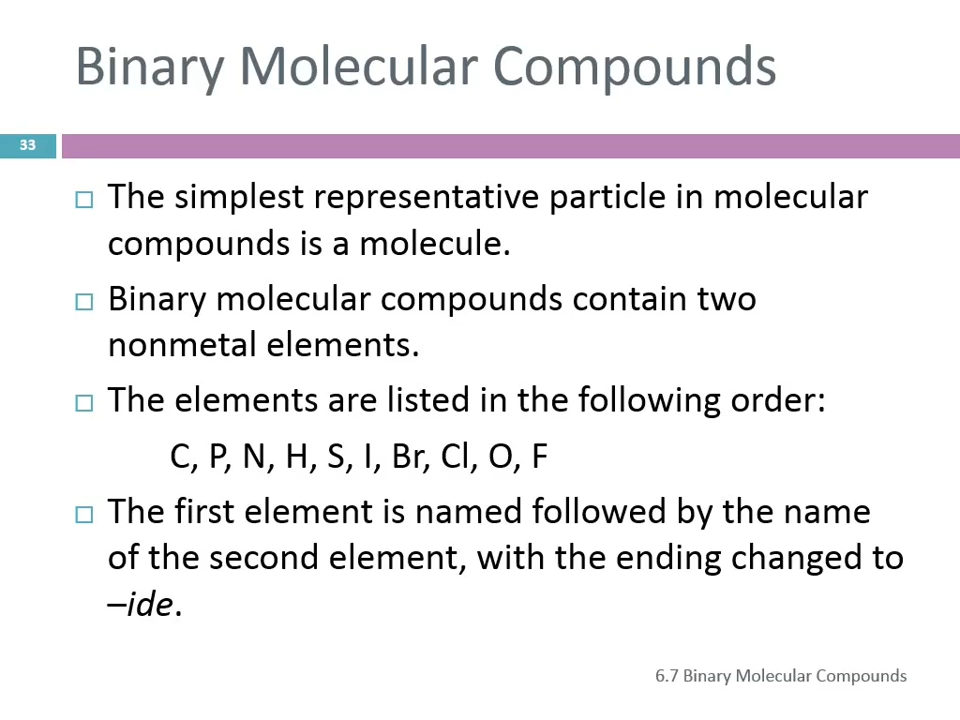 Binary Molecular Compounds
33
The simplest representative particle in molecular
compounds is a molecule.
Binary molecular compounds contain two
nonmetal elements.
The elements are listed in the following order:
C, P, N, H, S, I, Br, Cl, O, F
The first element is named followed by the name
of the second element, with the ending changed to
–ide.
6.7 Binary Molecular Compounds